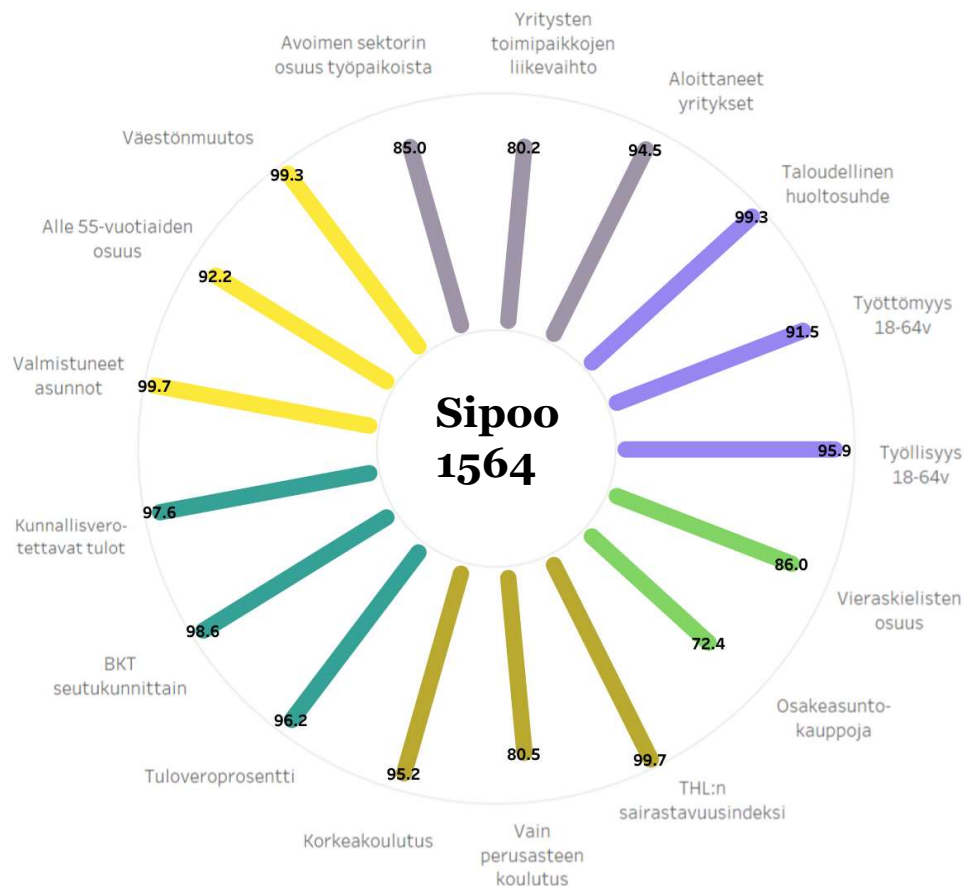 Yritysten
toimipaikkojen
liikevaihto
80.2
Aloittaneet
yritykset
94.5
Taloudellinen
huoltosuhde
99.3
Työttömyys
18-64v
91.5
Työllisyys
18-64v
95.9
Vieraskielisten
osuus
86.0
Osakeasunto-
kauppoja
72.4
THL:n
sairastavuusindeksi
99.7
Vain
perusasteen
koulutus
80.5
Korkeakoulutus
95.2
Tuloveroprosentti
96.2
BKT
seutukunnittain
98.6
Kunnallisvero-
tettavat tulot
97.6
Valmistuneet
asunnot
99.7
Alle 55-vuotiaiden
osuus
92.2
Väestönmuutos
99.3
Avoimen sektorin
osuus työpaikoista
85.0
Sipoo
1564